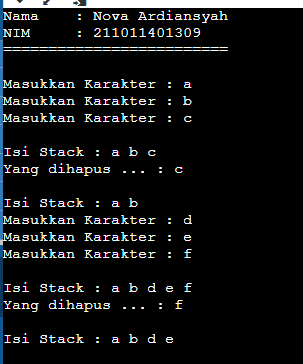 Nama     : Nova Ardiansyah
NIM      : 211011401309
=========================
Masukkan Karakter : a
Masukkan Karakter : b
Masukkan Karakter : c
Isi Stack : a b c
Yang dihapus ... : c
Isi Stack : a b
Masukkan Karakter : d
Masukkan Karakter : e
Masukkan Karakter : f
Isi Stack : a b d e f
Yang dihapus ... : f
Isi Stack : a b d e